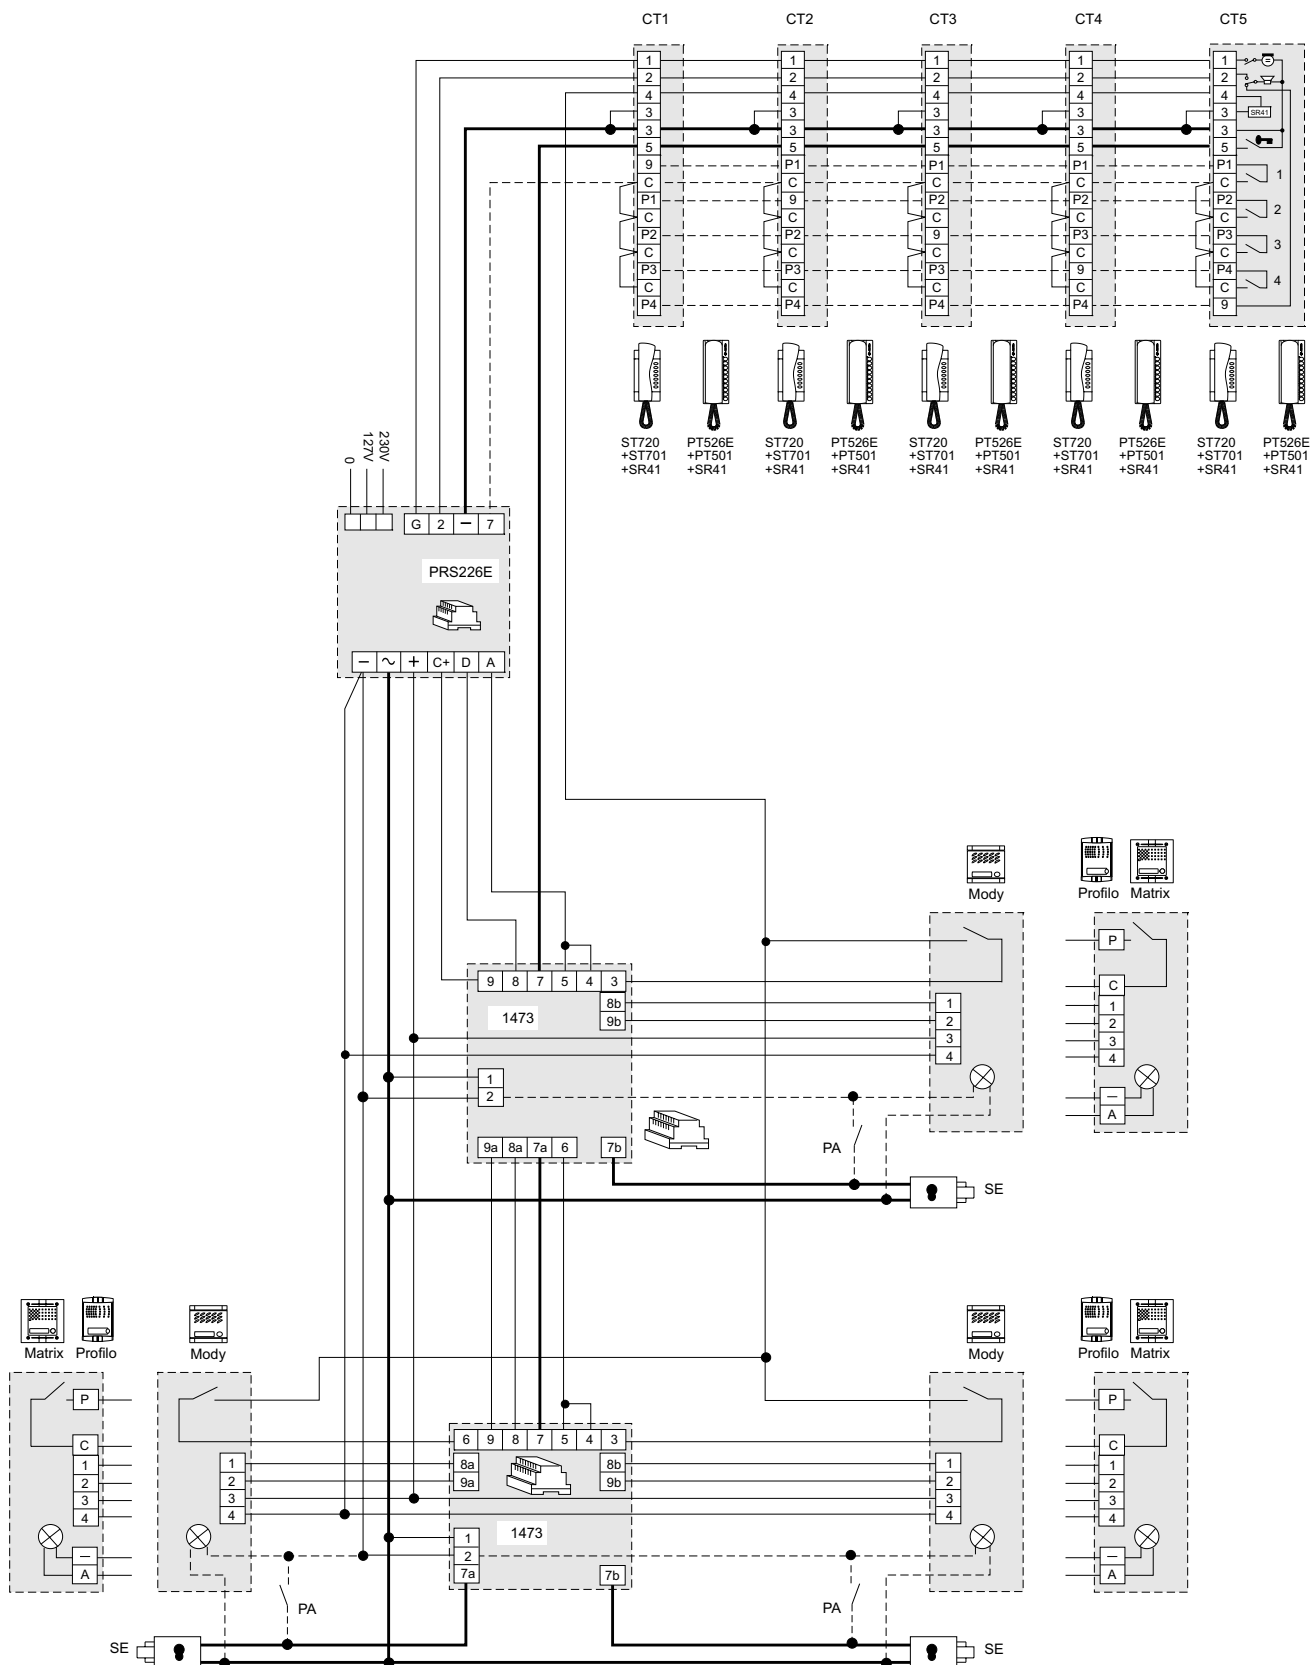 CT1 CT2 CT3 CT4 CT5
1 1 1 1 1
2 2 2 2 2
4 4 4 4 4
3 3 3 3 3 SR41
3 3 3 3 3
5 5 5 5 5
9 P1 P1 P1 P1
C C C C C 1
P1 9 P2 P2 P2
C C C C C 2
P2 P2 9 P3 P3
C C C C C 3
P3 P3 P3 9 P4
C C C C C 4
P4 P4 P4 P4 9
ST720 PT526E ST720 PT526E ST720 PT526E ST720 PT526E ST720 PT526E
+ST701 +PT501 +ST701 +PT501 +ST701 +PT501 +ST701 +PT501 +ST701 +PT501
+SR41 +SR41 +SR41 +SR41 +SR41 +SR41 +SR41 +SR41 +SR41 +SR41
0 127V 230V
G 2 – 7
PRS226E
– ~ + C+ D A
Mody Profilo Matrix
P
9 8 7 5 4 3 C
8b 1 1
1473 9b 2 2
3 3
4 4
1
2 –
A
9a 8a 7a 6 7b PA
SE
Matrix Profilo Mody Mody Profilo Matrix
P P
C 6 9 8 7 5 4 3 C
1 1 8a 8b 1 1
2 2 9a 9b 2 2
3 3 3 3
4 4 4 4
1 1473
– 2 –
A 7a 7b A
PA PA
SE SE